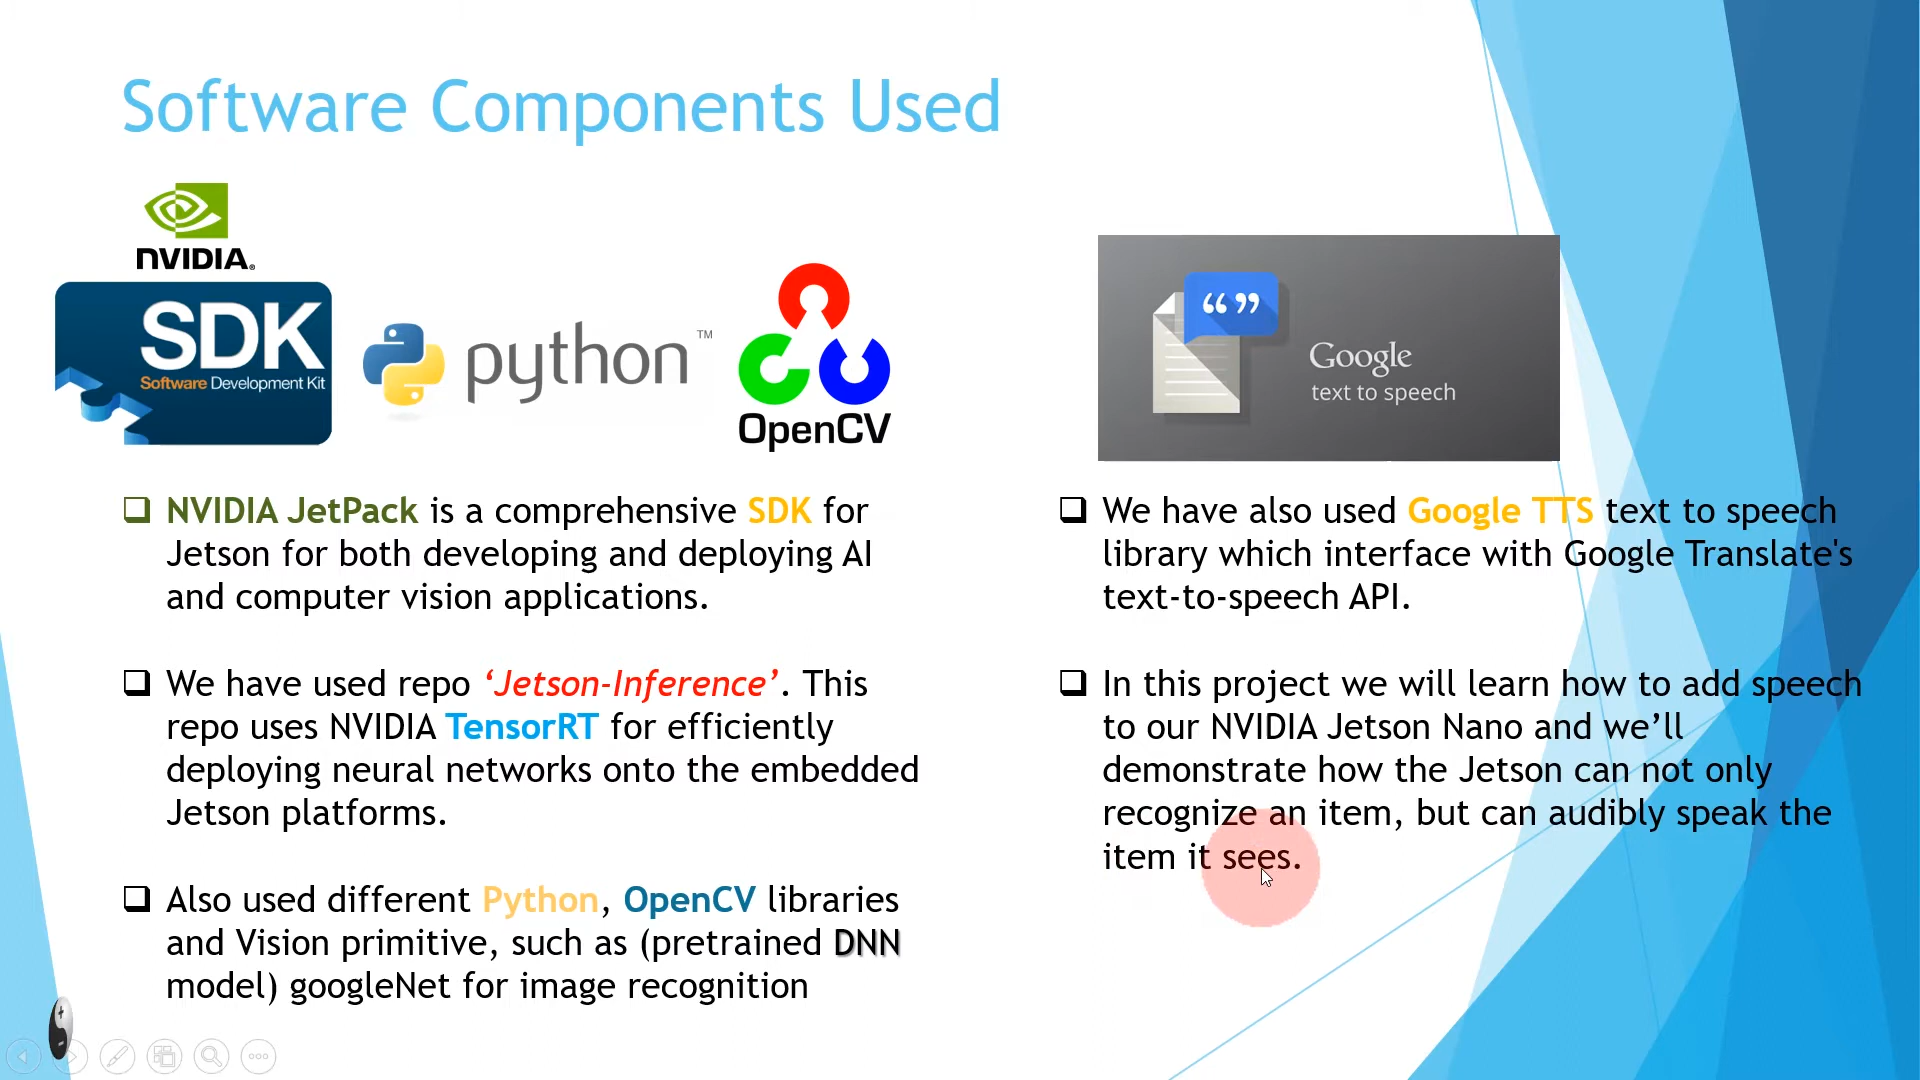 Software Components Used
NVIDIA.
SDK
Software Development Kit
python™
OpenCV
“ ”
Google
text to speech
❑ NVIDIA JetPack is a comprehensive SDK for
Jetson for both developing and deploying AI
and computer vision applications.
❑ We have used repo ‘Jetson-Inference’. This
repo uses NVIDIA TensorRT for efficiently
deploying neural networks onto the embedded
Jetson platforms.
❑ Also used different Python, OpenCV libraries
and Vision primitive, such as (pretrained DNN
model) googleNet for image recognition
❑ We have also used Google TTS text to speech
library which interface with Google Translate's
text-to-speech API.
❑ In this project we will learn how to add speech
to our NVIDIA Jetson Nano and we’ll
demonstrate how the Jetson can not only
recognize an item, but can audibly speak the
item it sees.